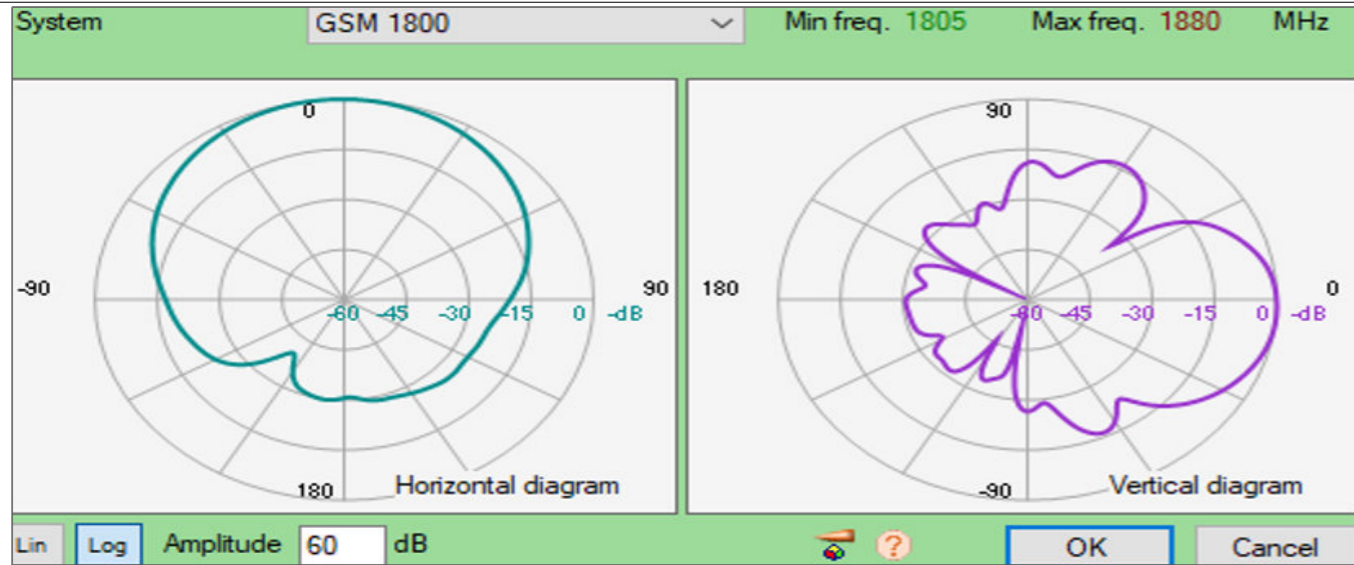 System GSM 1800 Min freq. 1805 Max freq. 1880 MHz
0
-90 90
-60 -45 -30 -15 0 -dB
180 Horizontal diagram
90
180 0
-60 -45 -30 -15 0 -dB
-90 Vertical diagram
Lin Log Amplitude 60 dB ? OK Cancel